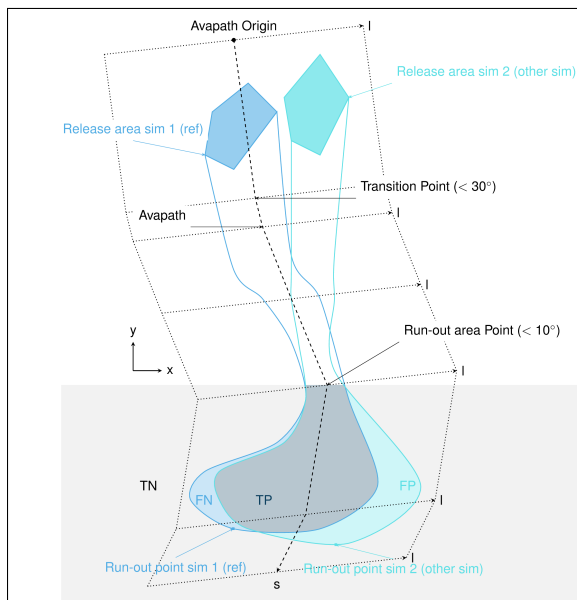 Avapath Origin
l
Release area sim 2 (other sim)
Release area sim 1 (ref)
Transition Point (< 30°)
Avapath
l
l
Run-out area Point (< 10°)
y
x
l
TN
FN
TP
FP
l
l
Run-out point sim 1 (ref)
Run-out point sim 2 (other sim)
s